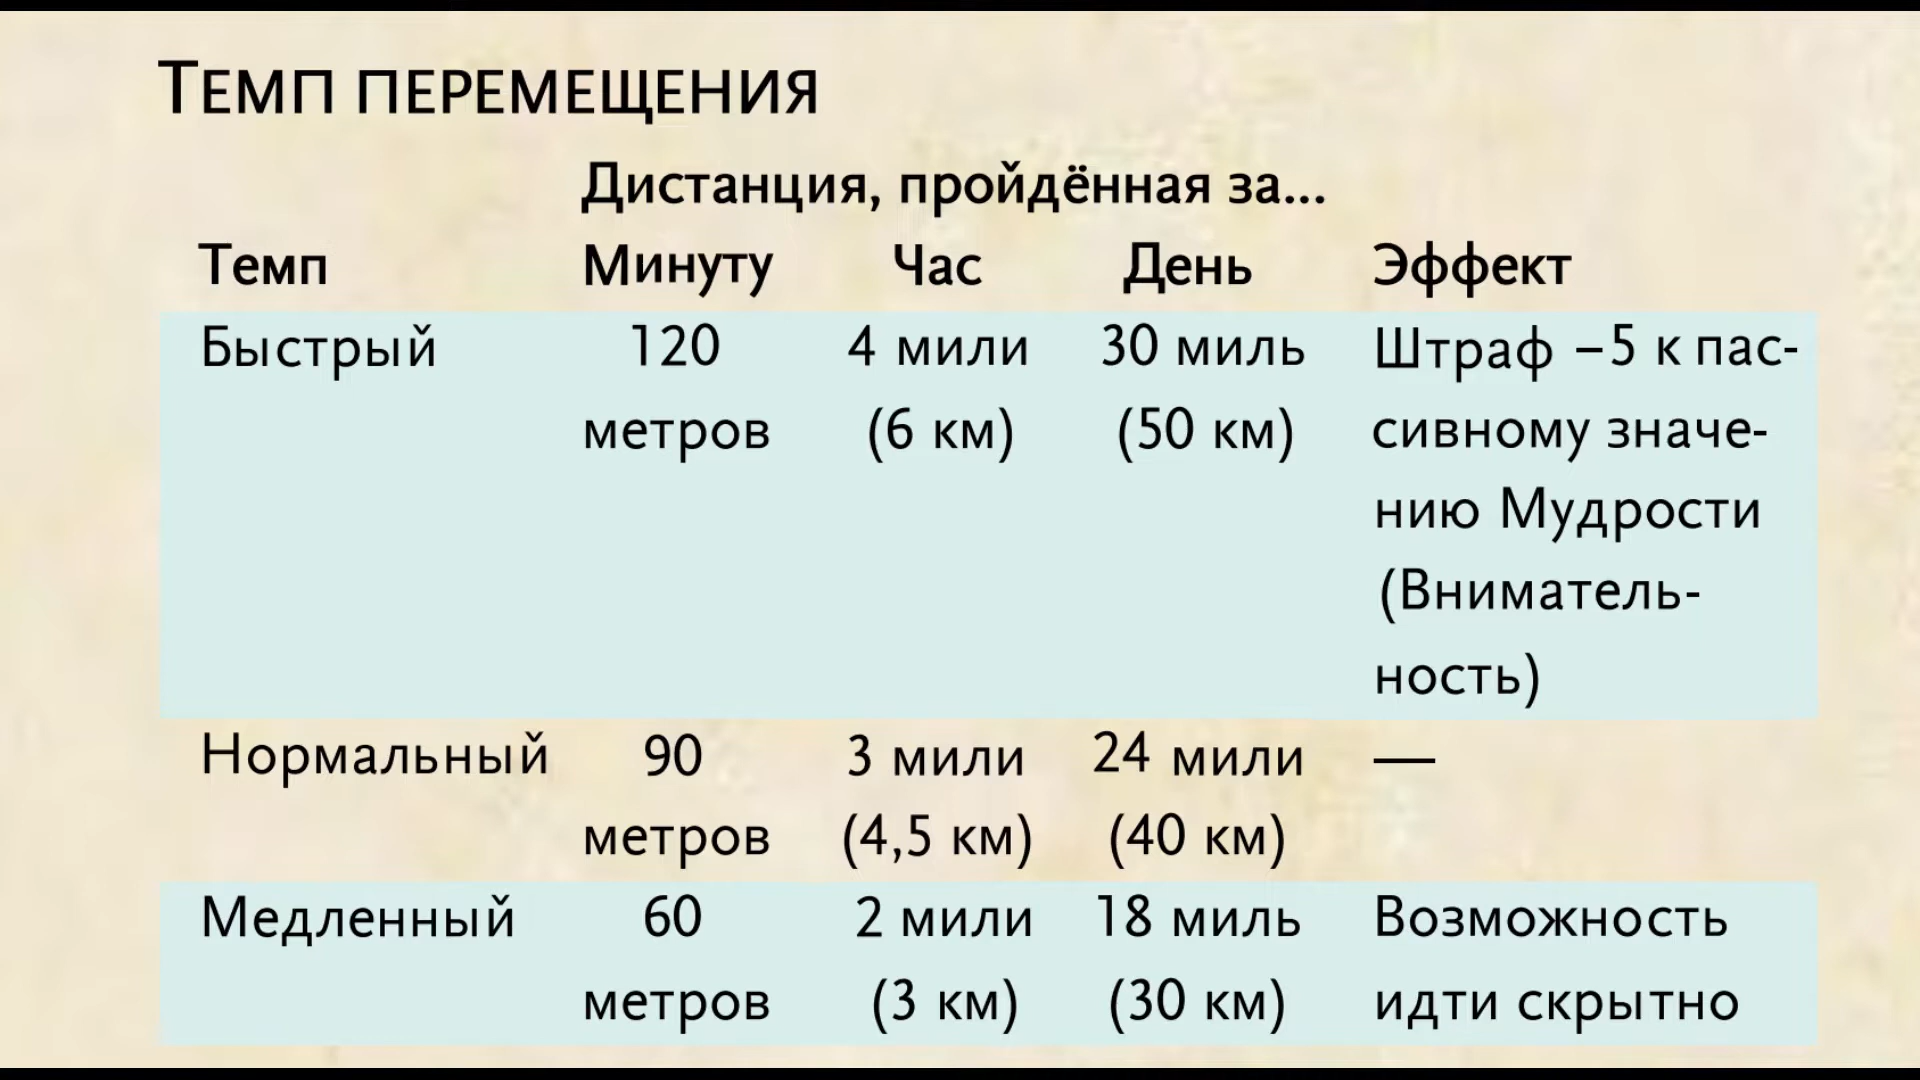 Темп перемещения
Дистанция, пройдённая за...
Темп Минуту Час День Эффект
Быстрый 120 4 мили 30 миль Штраф –5 к пас-
метров (6 км) (50 км) сивному значе-
нию Мудрости
(Вниматель-
ность)
Нормальный 90 3 мили 24 мили —
метров (4,5 км) (40 км)
Медленный 60 2 мили 18 миль Возможность
метров (3 км) (30 км) идти скрытно